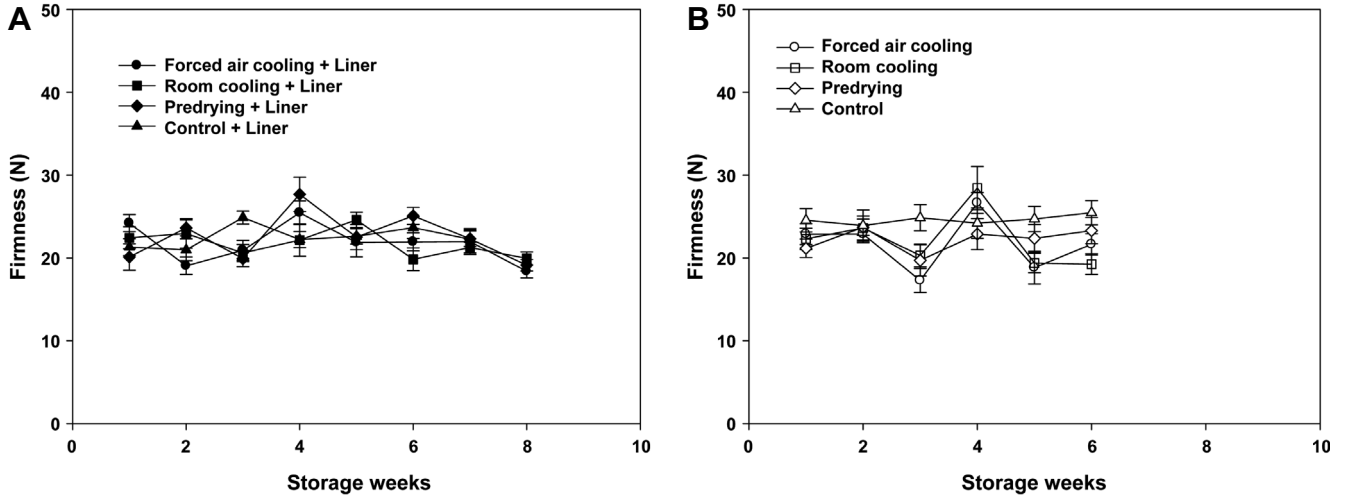 A
50
40
30
20
10
0
Firmness (N)
Forced air cooling + Liner
Room cooling + Liner
Predrying + Liner
Control + Liner
0 2 4 6 8 10
Storage weeks
B
50
40
30
20
10
0
Firmness (N)
Forced air cooling
Room cooling
Predrying
Control
0 2 4 6 8 10
Storage weeks